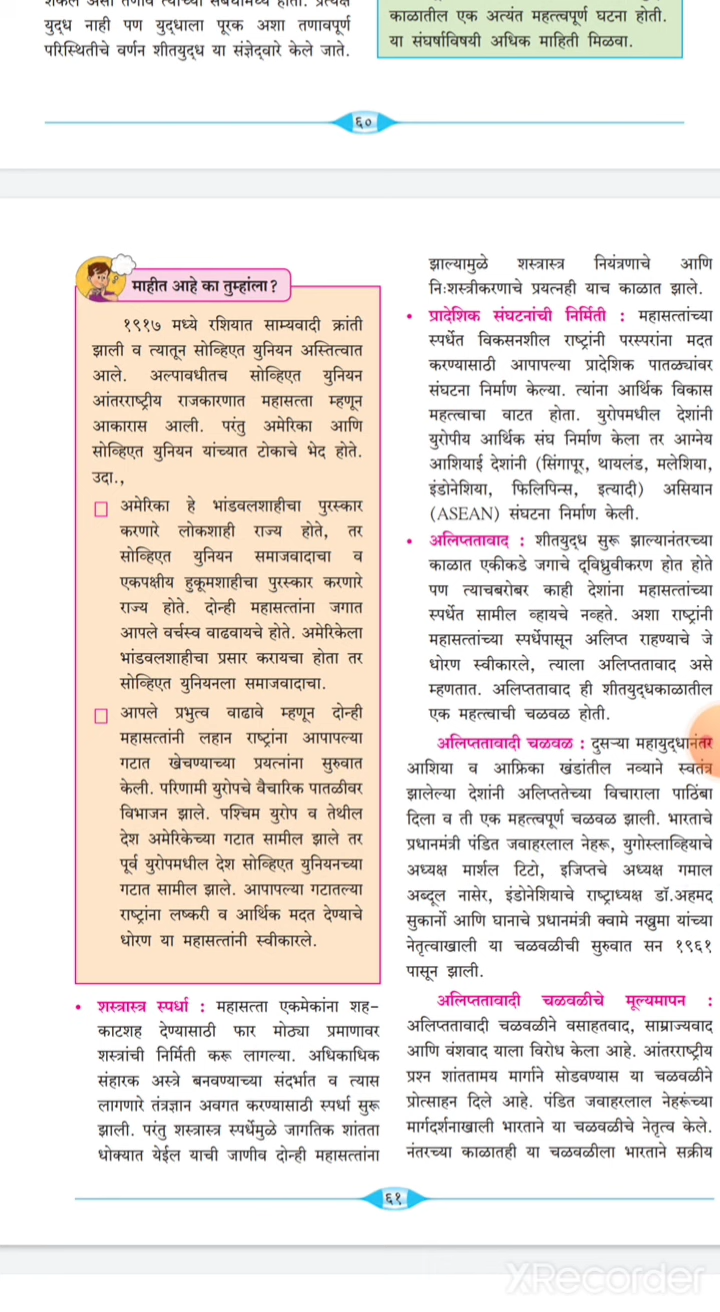 युद्ध नाही पण युद्धाला पूरक अशा तणावपूर्ण
परिस्थितीचे वर्णन शीतयुद्ध या संज्ञेद्वारे केले जाते.
काळातील एक अत्यंत महत्त्वपूर्ण घटना होती.
या संघर्षाविषयी अधिक माहिती मिळवा.
६०
माहीत आहे का तुम्हांला ?
१९१७ मध्ये रशियात साम्यवादी क्रांती
झाली व त्यातून सोव्हिएत युनियन अस्तित्वात
आले. अल्पावधीतच सोव्हिएत युनियन
आंतरराष्ट्रीय राजकारणात महासत्ता म्हणून
आकारास आली. परंतु अमेरिका आणि
सोव्हिएत युनियन यांच्यात टोकाचे भेद होते.
उदा.,
अमेरिका हे भांडवलशाहीचा पुरस्कार
करणारे लोकशाही राज्य होते, तर
सोव्हिएत युनियन समाजवादाचा व
एकपक्षीय हुकूमशाहीचा पुरस्कार करणारे
राज्य होते. दोन्ही महासत्तांना जगात
आपले वर्चस्व वाढवायचे होते. अमेरिकेला
भांडवलशाहीचा प्रसार करायचा होता तर
सोव्हिएत युनियनला समाजवादाचा.
आपले प्रभुत्व वाढावे म्हणून दोन्ही
महासत्तांनी लहान राष्ट्रांना आपापल्या
गटात खेचण्याच्या प्रयत्नांना सुरुवात
केली. परिणामी युरोपचे वैचारिक पातळीवर
विभाजन झाले. पश्चिम युरोप व तेथील
देश अमेरिकेच्या गटात सामील झाले तर
पूर्व युरोपमधील देश सोव्हिएत युनियनच्या
गटात सामील झाले. आपापल्या गटातल्या
राष्ट्रांना लष्करी व आर्थिक मदत देण्याचे
धोरण या महासत्तांनी स्वीकारले.
• शस्त्रास्त्र स्पर्धा : महासत्ता एकमेकांना शह-
काटशह देण्यासाठी फार मोठ्या प्रमाणावर
शस्त्रांची निर्मिती करू लागल्या. अधिकाधिक
संहारक अस्त्रे बनवण्याच्या संदर्भात व त्यास
लागणारे तंत्रज्ञान अवगत करण्यासाठी स्पर्धा सुरू
झाली. परंतु शस्त्रास्त्र स्पर्धेमुळे जागतिक शांतता
धोक्यात येईल याची जाणीव दोन्ही महासत्तांना
झाल्यामुळे शस्त्रास्त्र नियंत्रणाचे आणि
निःशस्त्रीकरणाचे प्रयत्नही याच काळात झाले.
• प्रादेशिक संघटनांची निर्मिती : महासत्तांच्या
स्पर्धेत विकसनशील राष्ट्रांनी परस्परांना मदत
करण्यासाठी आपापल्या प्रादेशिक पातळ्यांवर
संघटना निर्माण केल्या. त्यांना आर्थिक विकास
महत्वाचा वाटत होता. युरोपमधील देशांनी
युरोपीय आर्थिक संघ निर्माण केला तर आग्नेय
आशियाई देशांनी (सिंगापूर, थायलंड, मलेशिया,
इंडोनेशिया, फिलिपिन्स, इत्यादी) असियान
(ASEAN) संघटना निर्माण केली.
• अलिप्ततावाद : शीतयुद्ध सुरू झाल्यानंतरच्या
काळात एकीकडे जगाचे द्विध्रुवीकरण होत होते
पण त्याचबरोबर काही देशांना महासत्तांच्या
स्पर्धेत सामील व्हायचे नव्हते. अशा राष्ट्रांनी
महासत्तांच्या स्पर्धेपासून अलिप्त राहण्याचे जे
धोरण स्वीकारले, त्याला अलिप्ततावाद असे
म्हणतात. अलिप्ततावाद ही शीतयुद्धकाळातील
एक महत्वाची चळवळ होती.
अलिप्ततावादी चळवळ : दुसऱ्या महायुद्धानंतर
आशिया व आफ्रिका खंडांतील नव्याने स्वतंत्र
झालेल्या देशांनी अलिप्ततेच्या विचाराला पाठिंबा
दिला व ती एक महत्त्वपूर्ण चळवळ झाली. भारताचे
प्रधानमंत्री पंडित जवाहरलाल नेहरू, युगोस्लाव्हियाचे
अध्यक्ष मार्शल टिटो, इजिप्तचे अध्यक्ष गमाल
अब्दूल नासेर, इंडोनेशियाचे राष्ट्राध्यक्ष डॉ.अहमद
सुकार्नो आणि घानाचे प्रधानमंत्री क्वामे नख्रुमा यांच्या
नेतृत्वाखाली या चळवळीची सुरुवात सन १९६१
पासून झाली.
अलिप्ततावादी चळवळीचे मूल्यमापन :
अलिप्ततावादी चळवळीने वसाहतवाद, साम्राज्यवाद
आणि वंशवाद याला विरोध केला आहे. आंतरराष्ट्रीय
प्रश्न शांततामय मार्गाने सोडवण्यास या चळवळीने
प्रोत्साहन दिले आहे. पंडित जवाहरलाल नेहरूंच्या
मार्गदर्शनाखाली भारताने या चळवळीचे नेतृत्व केले.
नंतरच्या काळातही या चळवळीला भारताने सक्रीय
६१
XRecorder